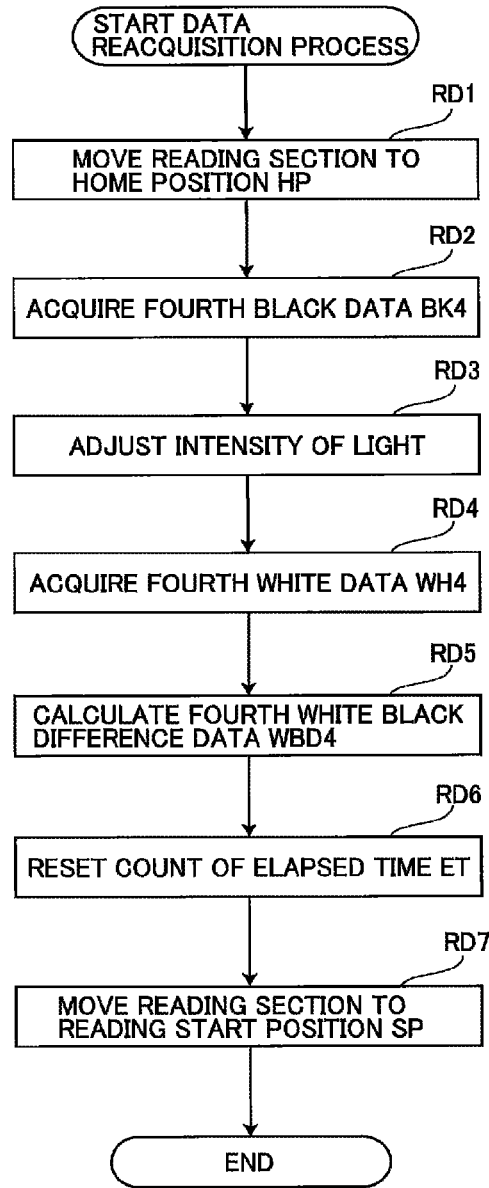 START DATA
REACQUISITION PROCESS
RD1
MOVE READING SECTION TO
HOME POSITION HP
RD2
ACQUIRE FOURTH BLACK DATA BK4
RD3
ADJUST INTENSITY OF LIGHT
RD4
ACQUIRE FOURTH WHITE DATA WH4
RD5
CALCULATE FOURTH WHITE BLACK
DIFFERENCE DATA WBD4
RD6
RESET COUNT OF ELAPSED TIME ET
RD7
MOVE READING SECTION TO
READING START POSITION SP
END